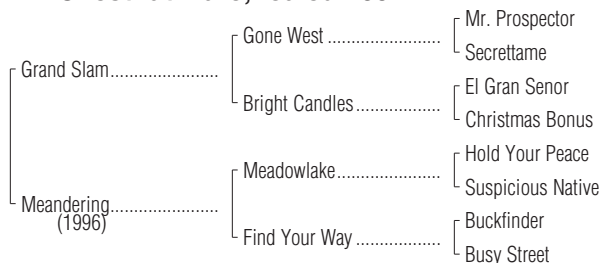 Gone West
Mr. Prospector
Secrettame
Grand Slam
Bright Candles
El Gran Senor
Christmas Bonus
Meadowlake
Hold Your Peace
Suspicious Native
Meandering
(1996)
Find Your Way
Buckfinder
Busy Street